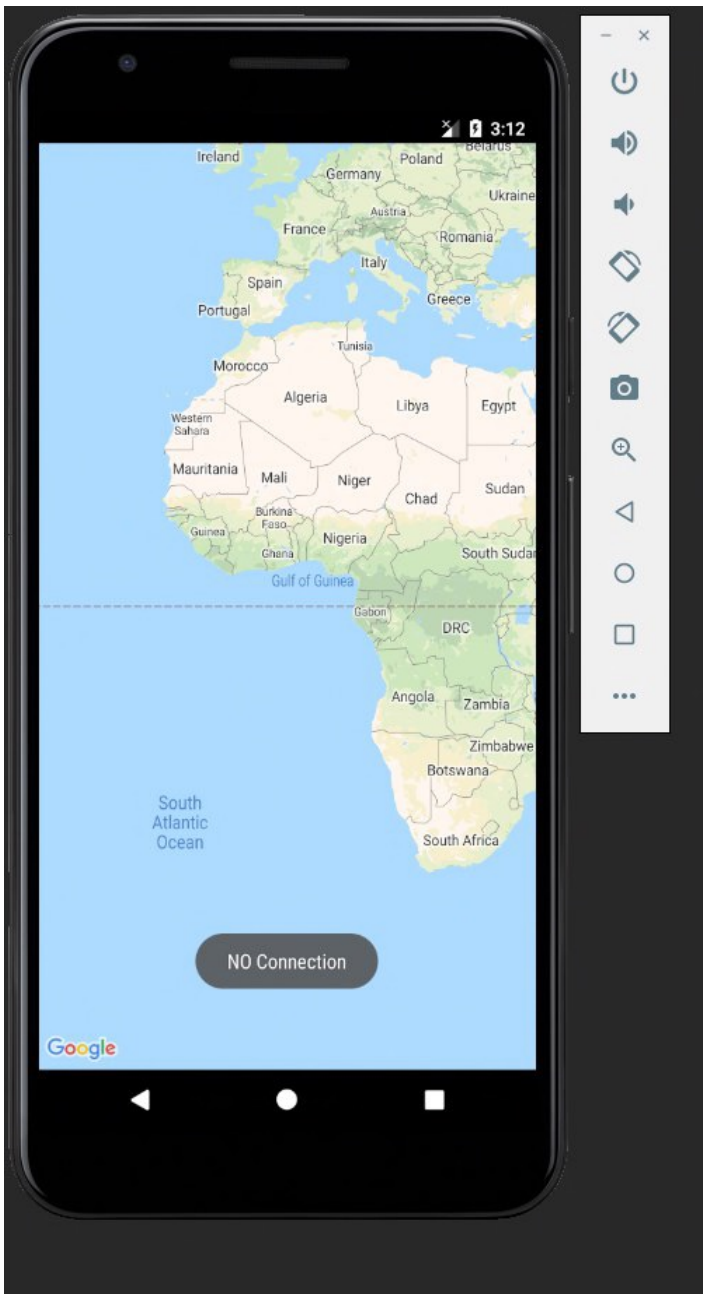 3:12
Ireland
Poland
Belarus
Germany
Ukraine
Austria
France
Romania
Italy
Spain
Greece
Portugal
Tunisia
Morocco
Algeria
Libya
Egypt
Western
Sahara
Mauritania
Mali
Niger
Chad
Sudan
Burkina
Faso
Guinea
Nigeria
Ghana
South Sudan
Gulf of Guinea
Gabon
DRC
Angola
Zambia
Zimbabwe
Botswana
South
Atlantic
Ocean
South Africa
NO Connection
Google